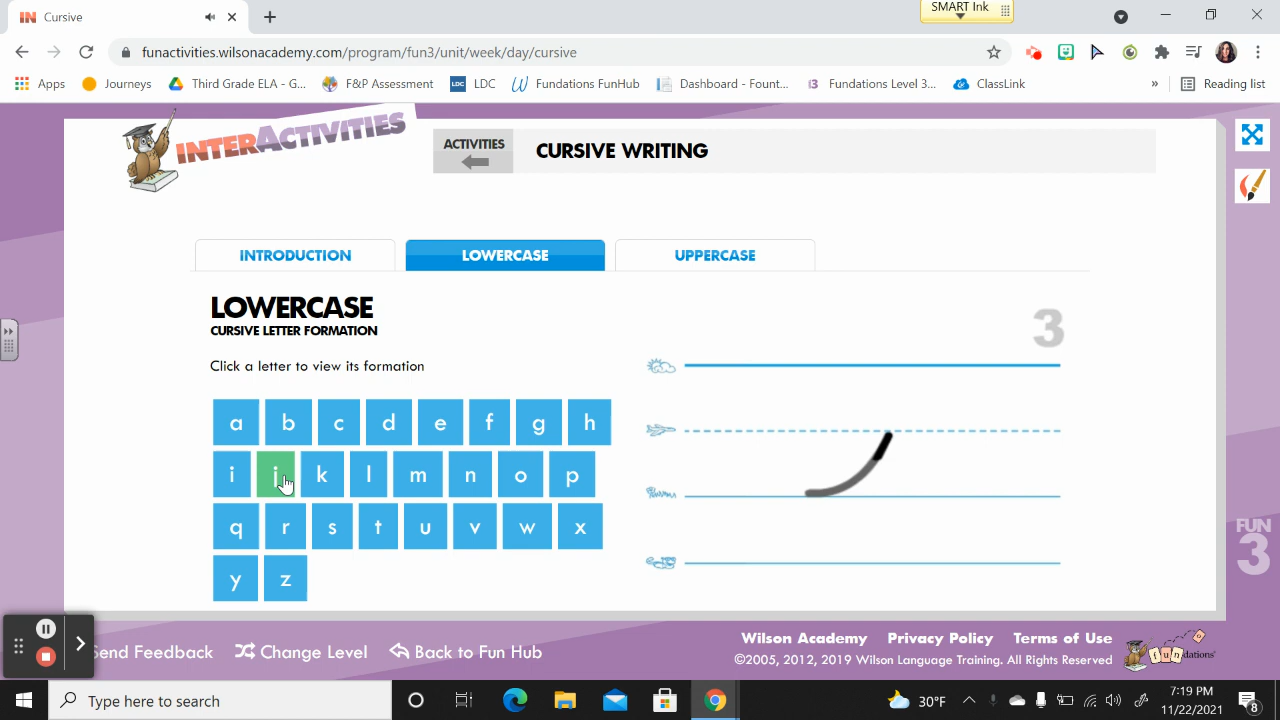 Cursive
SMART Ink
funactivities.wilsonacademy.com/program/fun3/unit/week/day/cursive
Apps Journeys Third Grade ELA - G... F&P Assessment LDC LDC Fundations FunHub Dashboard - Fount... Fundations Level 3... ClassLink » Reading list
INTERACTIVITIES
ACTIVITIES
CURSIVE WRITING
INTRODUCTION LOWERCASE UPPERCASE
LOWERCASE
CURSIVE LETTER FORMATION
Click a letter to view its formation
3
a b c d e f g h
i j k l m n o p
q r s t u v w x
y z
FUN
3
Send Feedback Change Level Back to Fun Hub
Wilson Academy Privacy Policy Terms of Use
©2005, 2012, 2019 Wilson Language Training. All Rights Reserved
fundations
Type here to search
30°F
7:19 PM
11/22/2021
8